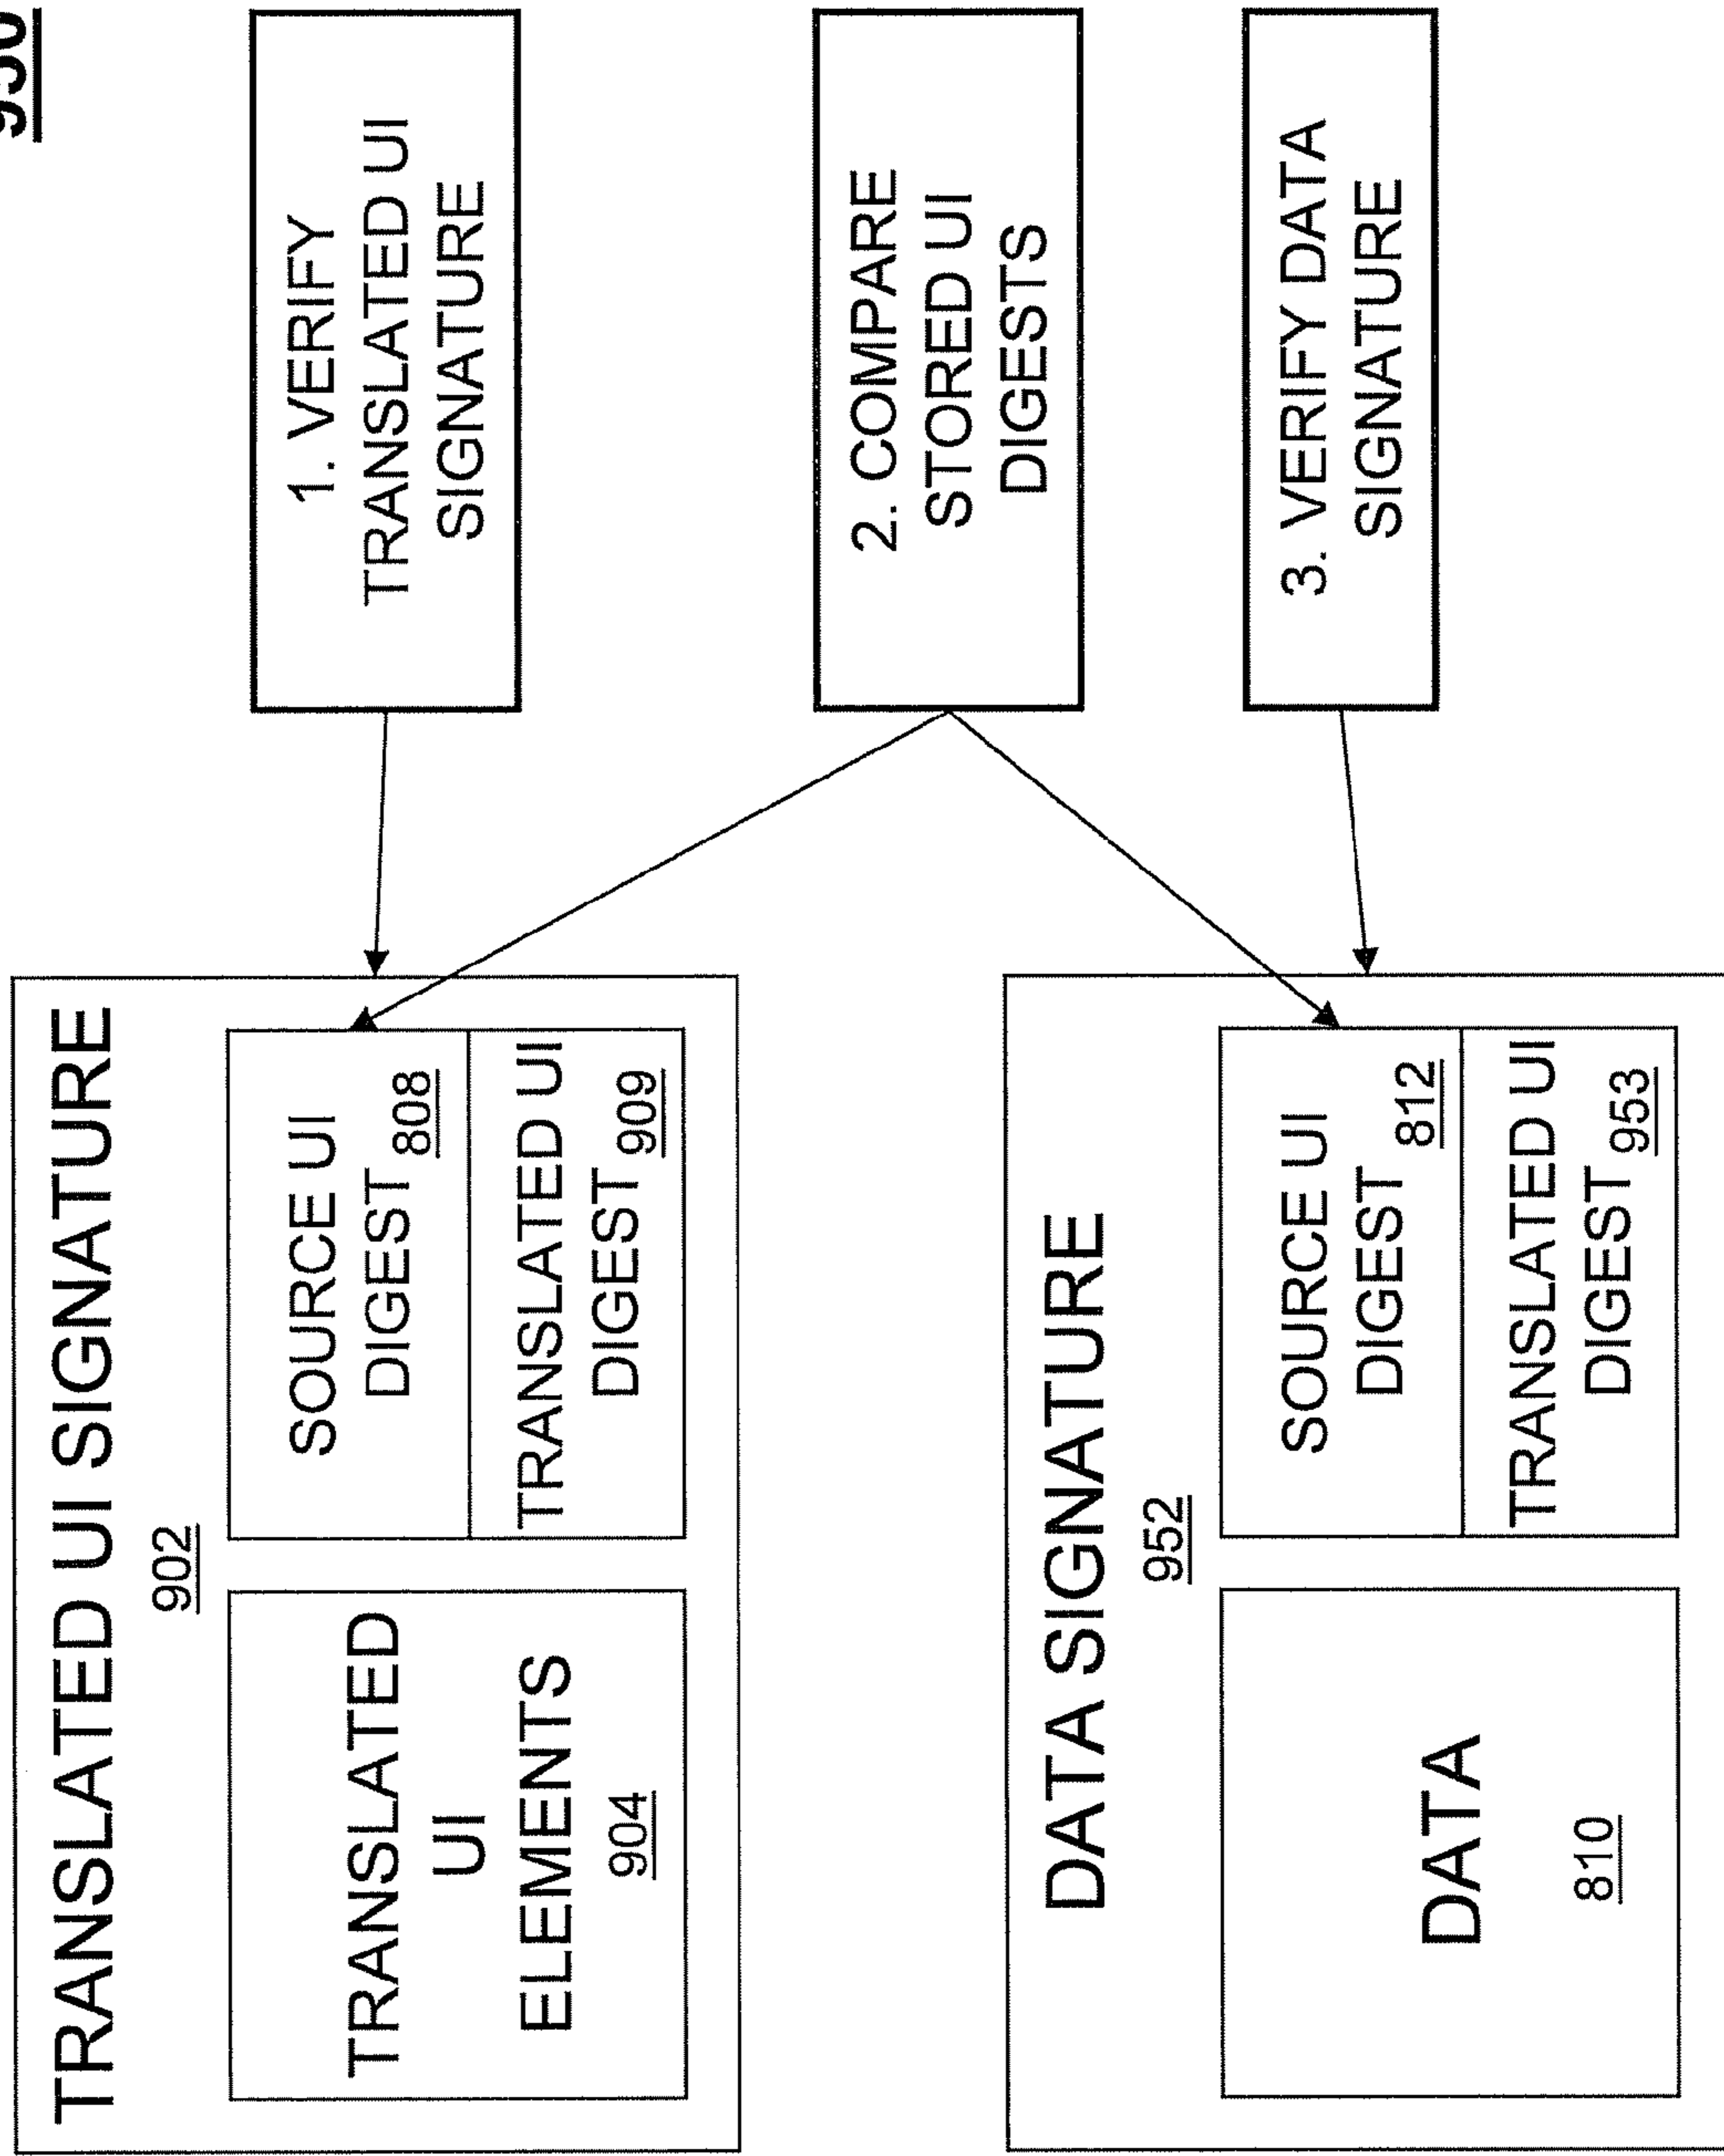 TRANSLATED UI SIGNATURE
902
TRANSLATED
UI
ELEMENTS
904
SOURCE UI
DIGEST 808
TRANSLATED UI
DIGEST 909
1. VERIFY
TRANSLATED UI
SIGNATURE
2. COMPARE
STORED UI
DIGESTS
DATA SIGNATURE
952
DATA
810
SOURCE UI
DIGEST 812
TRANSLATED UI
DIGEST 953
3. VERIFY DATA
SIGNATURE